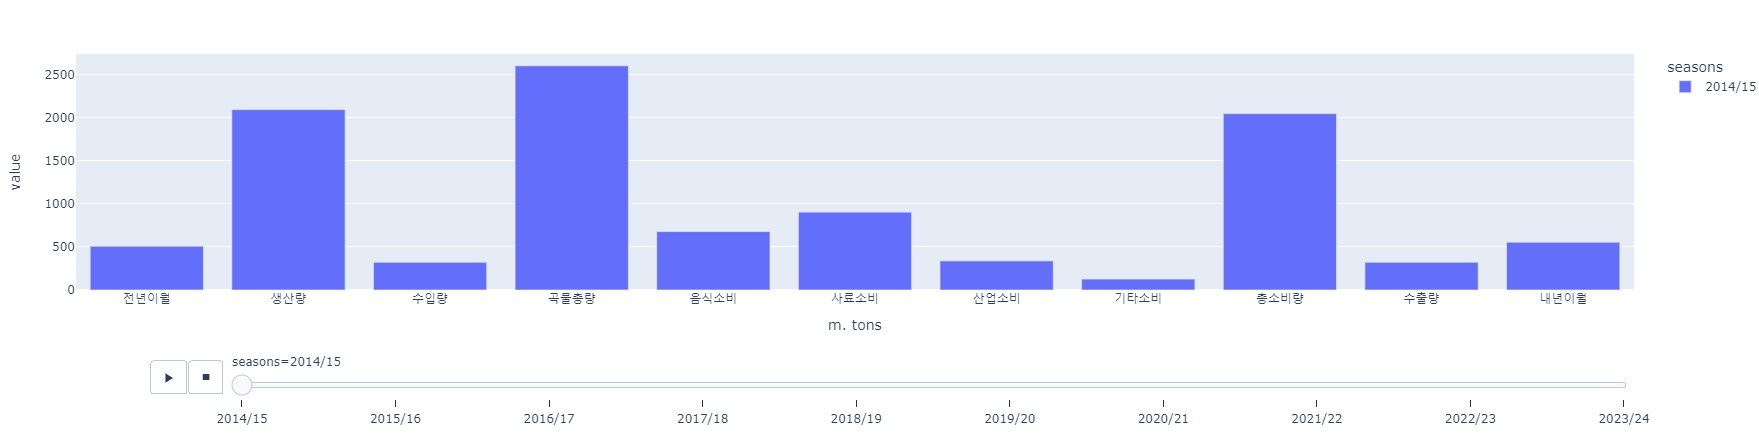 seasons
2014/15
value
2500
2000
1500
1000
500
0
전년이월 생산량 수입량 곡물총량 음식소비 사료소비 산업소비 기타소비 총소비량 수출량 내년이월
m. tons
seasons=2014/15
2014/15 2015/16 2016/17 2017/18 2018/19 2019/20 2020/21 2021/22 2022/23 2023/24